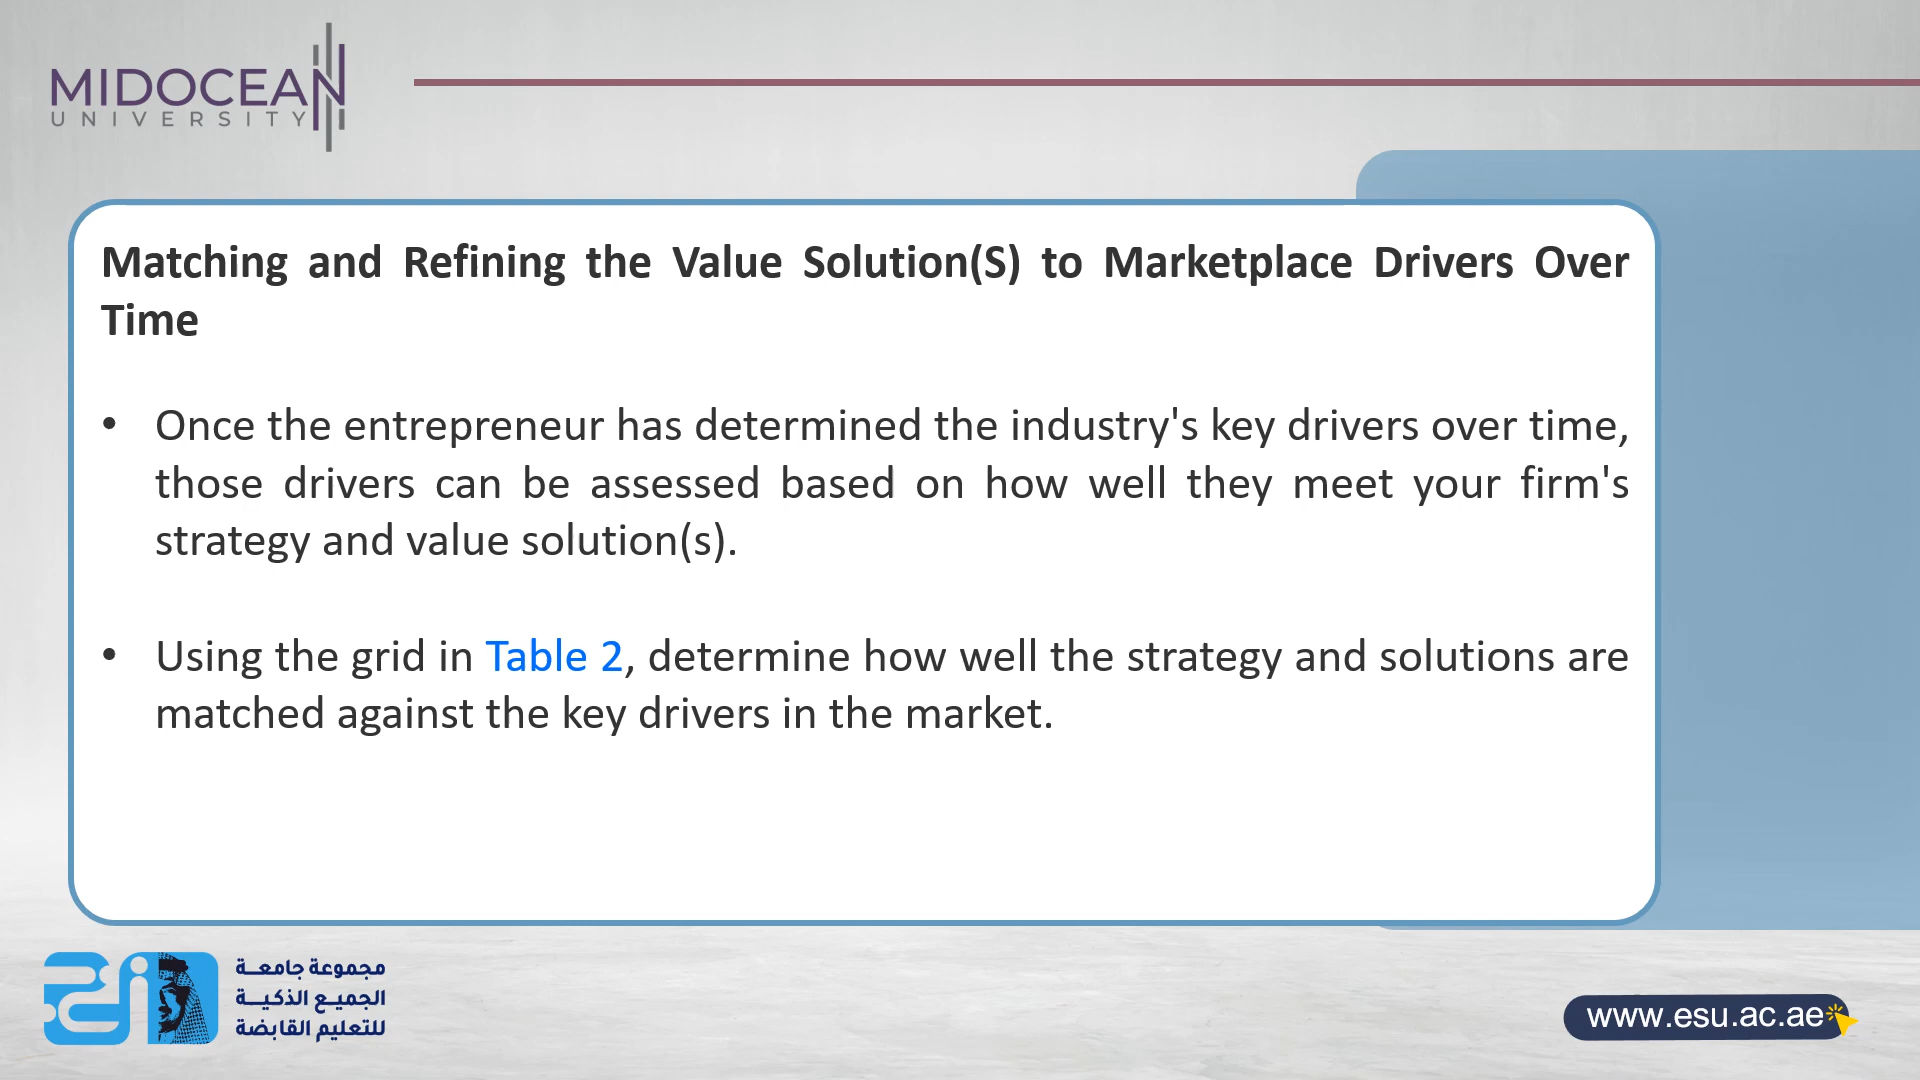 MIDOCEAN
UNIVERSITY
Matching and Refining the Value Solution(S) to Marketplace Drivers Over
Time
• Once the entrepreneur has determined the industry's key drivers over time,
those drivers can be assessed based on how well they meet your firm's
strategy and value solution(s).
• Using the grid in Table 2, determine how well the strategy and solutions are
matched against the key drivers in the market.
مجموعة جامعـــة
الجميـــع الذكيـــة
للتعليم القابضة
www.esu.ac.ae